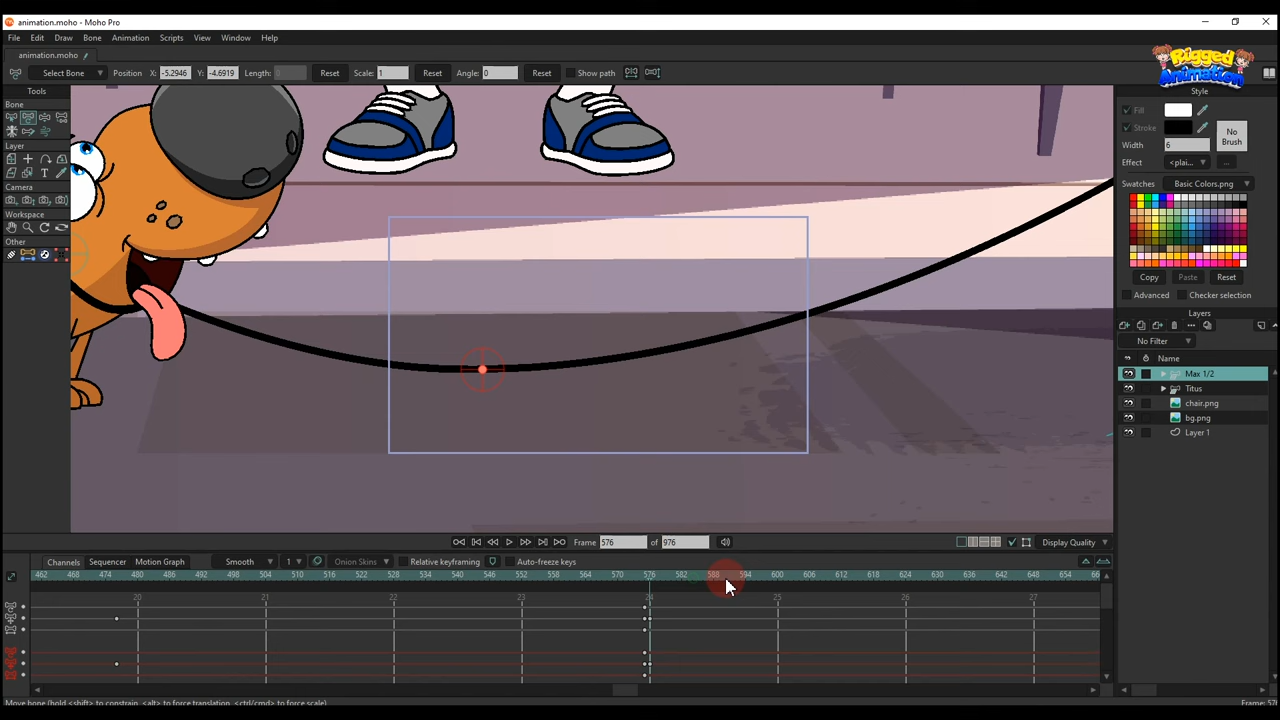 animation.moho - Moho Pro
File Edit Draw Bone Animation Scripts View Window Help
animation.moho
Rigged Animation
Select Bone Position X: -5.2946 Y: -4.6919 Length: 0 Reset Scale: 1 Reset Angle: 0 Reset Show path
Tools
Bone
Layer
Camera
Workspace
Other
Style
Fill
Stroke
No Brush
Width 6
Effect <plai... ...
Swatches Basic Colors.png
Copy Paste Reset
Advanced Checker selection
Layers
No Filter
Name
Max 1/2
Titus
chair.png
bg.png
Layer 1
Frame 576 of 976 Display Quality
Channels Sequencer Motion Graph Smooth 1 Onion Skins Relative keyframing Auto-freeze keys
462 468 474 480 486 492 498 504 510 516 522 528 534 540 546 552 558 564 570 576 582 588 594 600 606 612 618 624 630 636 642 648 654 66
20 21 22 23 24 25 26 27
Move bone (hold <shift> to constrain, <alt> to force translation, <ctrl/cmd> to force scale) Frame: 57